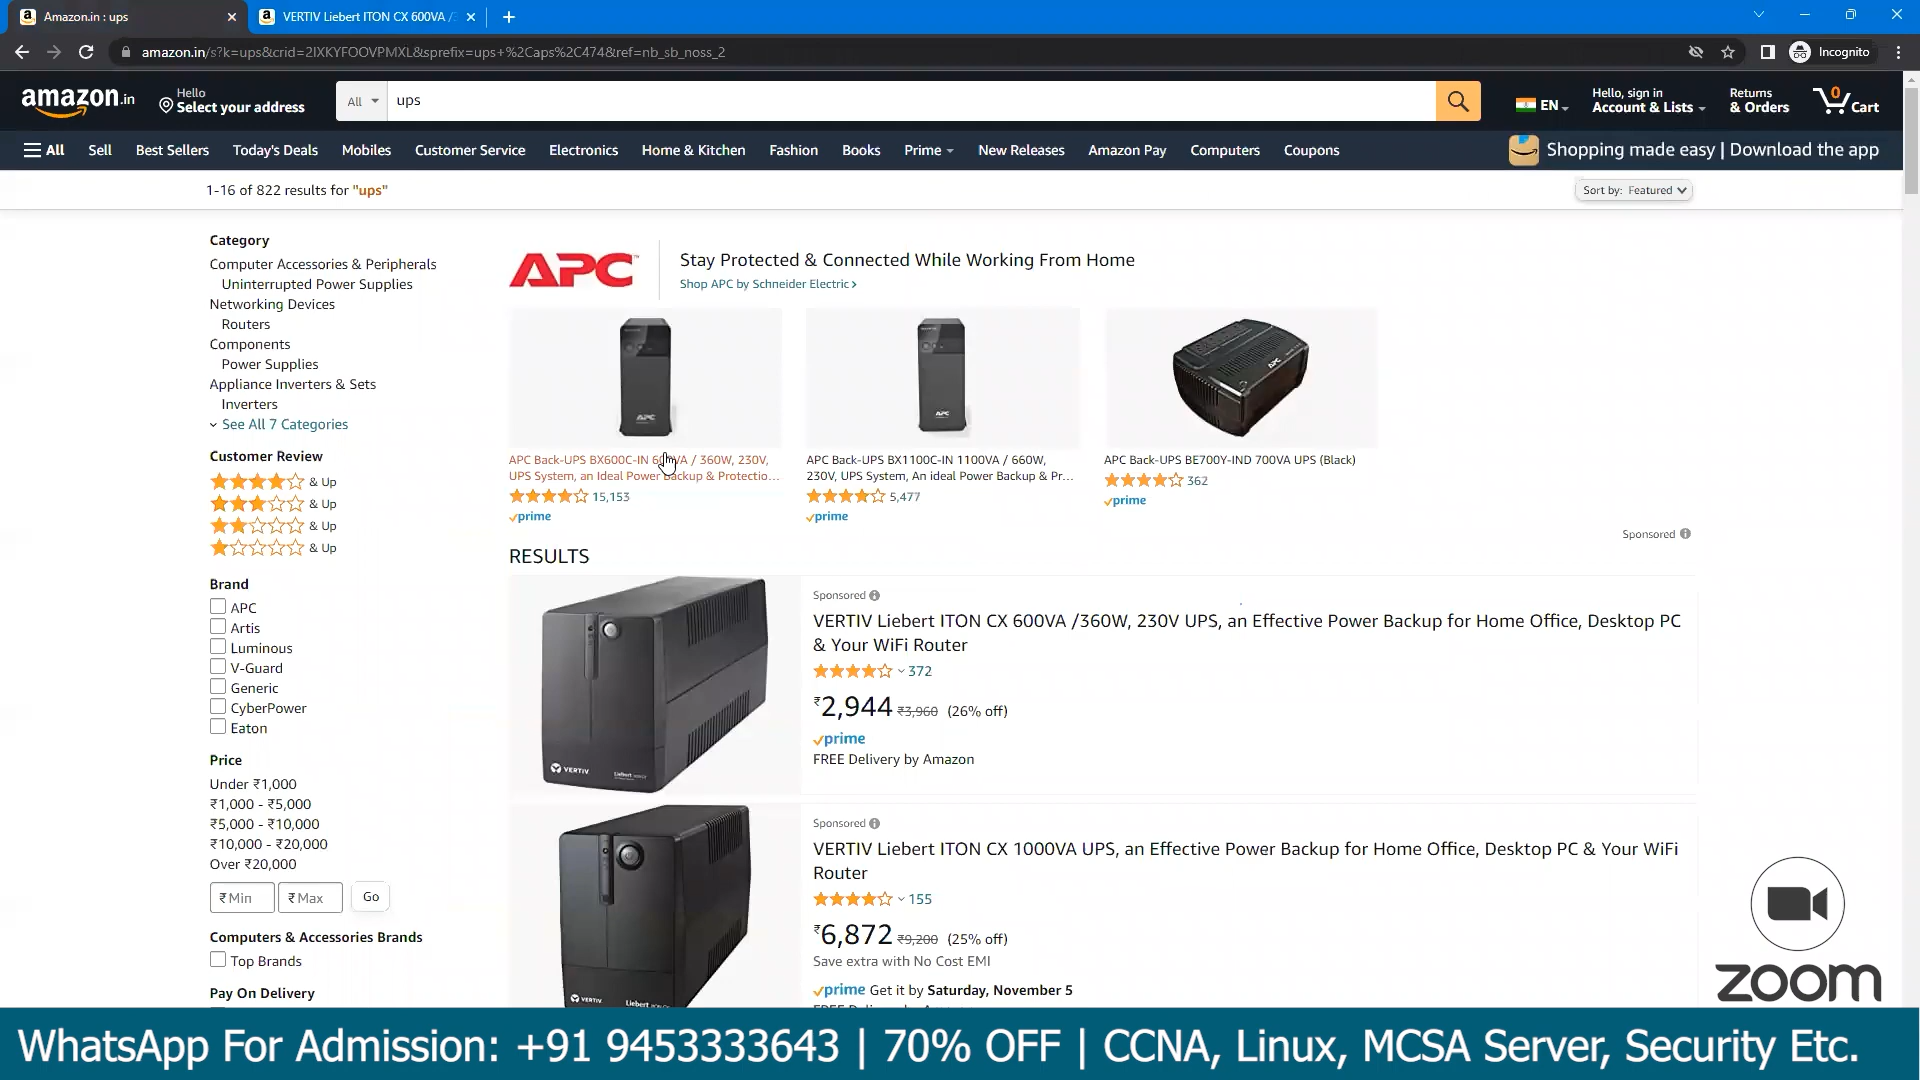 Amazon.in : ups
VERTIV Liebert ITON CX 600VA /3
amazon.in/s?k=ups&crid=2IXKYFOOVPMXL&sprefix=ups+%2Caps%2C474&ref=nb_sb_noss_2
Incognito
amazon.in
Hello
Select your address
All
ups
EN
Hello, sign in
Account & Lists
Returns
& Orders
0
Cart
All
Sell
Best Sellers
Today's Deals
Mobiles
Customer Service
Electronics
Home & Kitchen
Fashion
Books
Prime
New Releases
Amazon Pay
Computers
Coupons
Shopping made easy | Download the app
1-16 of 822 results for "ups"
Sort by: Featured
Category
Computer Accessories & Peripherals
Uninterrupted Power Supplies
Networking Devices
Routers
Components
Power Supplies
Appliance Inverters & Sets
Inverters
See All 7 Categories
Customer Review
& Up
& Up
& Up
& Up
Brand
APC
Artis
Luminous
V-Guard
Generic
CyberPower
Eaton
Price
Under ₹1,000
₹1,000 - ₹5,000
₹5,000 - ₹10,000
₹10,000 - ₹20,000
Over ₹20,000
₹ Min
₹ Max
Go
Computers & Accessories Brands
Top Brands
Pay On Delivery
APC™
Stay Protected & Connected While Working From Home
Shop APC by Schneider Electric ›
APC
APC
APC
APC Back-UPS BX600C-IN 600VA / 360W, 230V,
UPS System, an Ideal Power Backup & Protectio...
15,153
prime
APC Back-UPS BX1100C-IN 1100VA / 660W,
230V, UPS System, An ideal Power Backup & Pr...
5,477
prime
APC Back-UPS BE700Y-IND 700VA UPS (Black)
362
prime
Sponsored
RESULTS
VERTIV
Liebert
Sponsored
VERTIV Liebert ITON CX 600VA /360W, 230V UPS, an Effective Power Backup for Home Office, Desktop PC
& Your WiFi Router
372
₹2,944 ₹3,960 (26% off)
prime
FREE Delivery by Amazon
VERTIV
Liebert
Sponsored
VERTIV Liebert ITON CX 1000VA UPS, an Effective Power Backup for Home Office, Desktop PC & Your WiFi
Router
155
₹6,872 ₹9,200 (25% off)
Save extra with No Cost EMI
prime Get it by Saturday, November 5
zoom
WhatsApp For Admission: +91 9453333643 | 70% OFF | CCNA, Linux, MCSA Server, Security Etc.